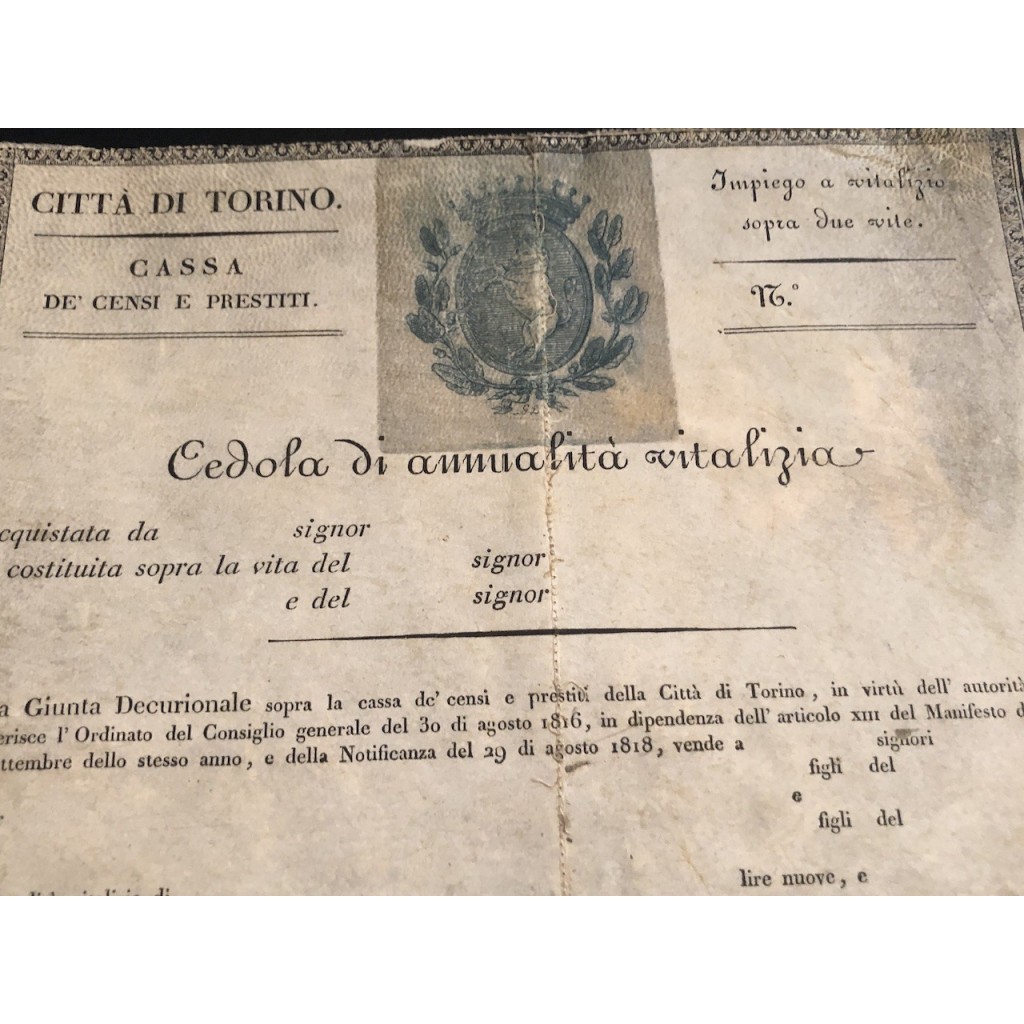 CITTÀ DI TORINO.
CASSA
DE' CENSI E PRESTITI.
Impiego a vitalizio
sopra due vite.
N.º
Cedola di annualità vitalizia
cquistata da signor
costituita sopra la vita del signor
e del signor
a Giunta Decurionale sopra la cassa de' censi e prestiti della Città di Torino, in virtù dell' autorità
erisce l' Ordinato del Consiglio generale del 30 di agosto 1816, in dipendenza dell' articolo XIII del Manifesto d
ttembre dello stesso anno, e della Notificanza del 29 di agosto 1818, vende a signori
figli del
e
figli del
lire nuove, e